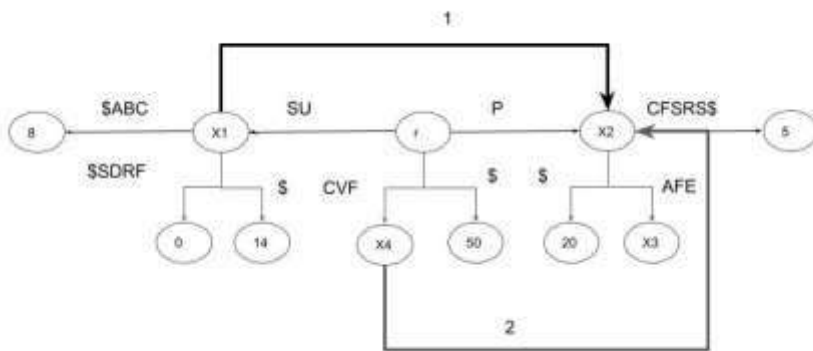 1
$ABC SU P CFSRS$
8 X1 r X2 5
$SDRF $ CVF $ $ AFE
0 14 X4 50 20 X3
2